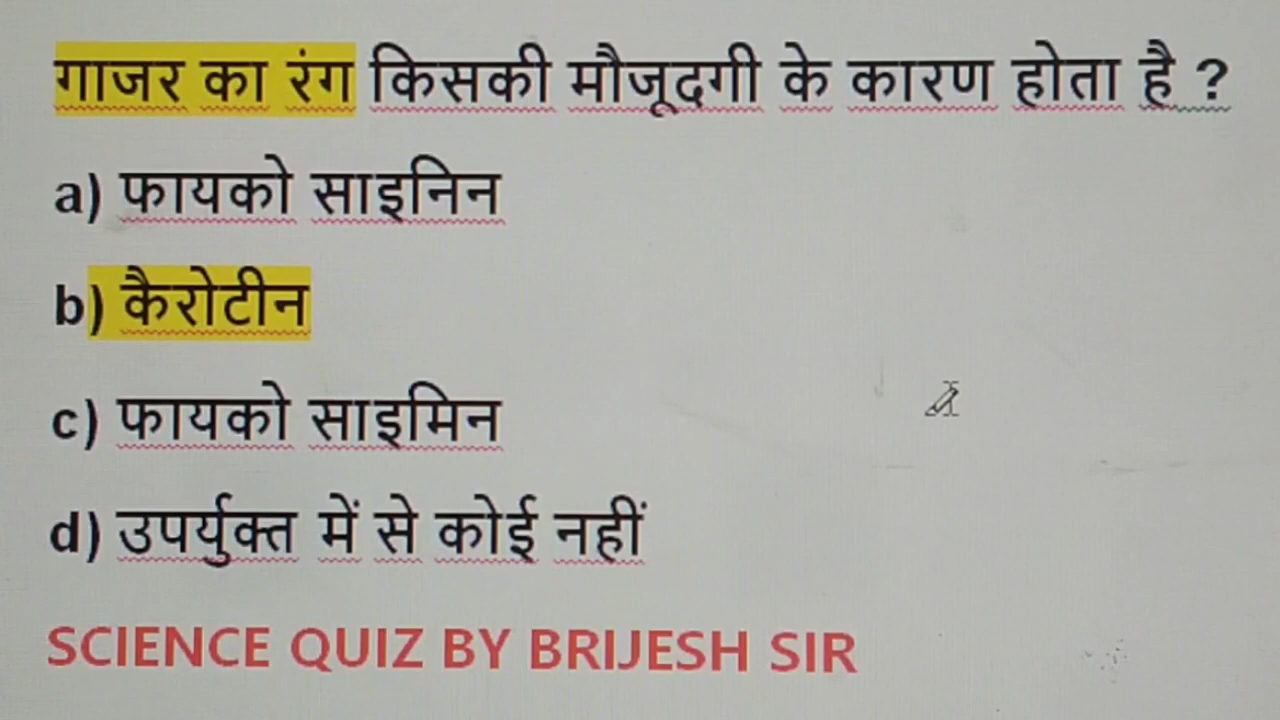 गाजर का रंग किसकी मौजूदगी के कारण होता है ?
a) फायको साइनिन
b) कैरोटीन
c) फायको साइमिन
d) उपर्युक्त में से कोई नहीं
SCIENCE QUIZ BY BRIJESH SIR